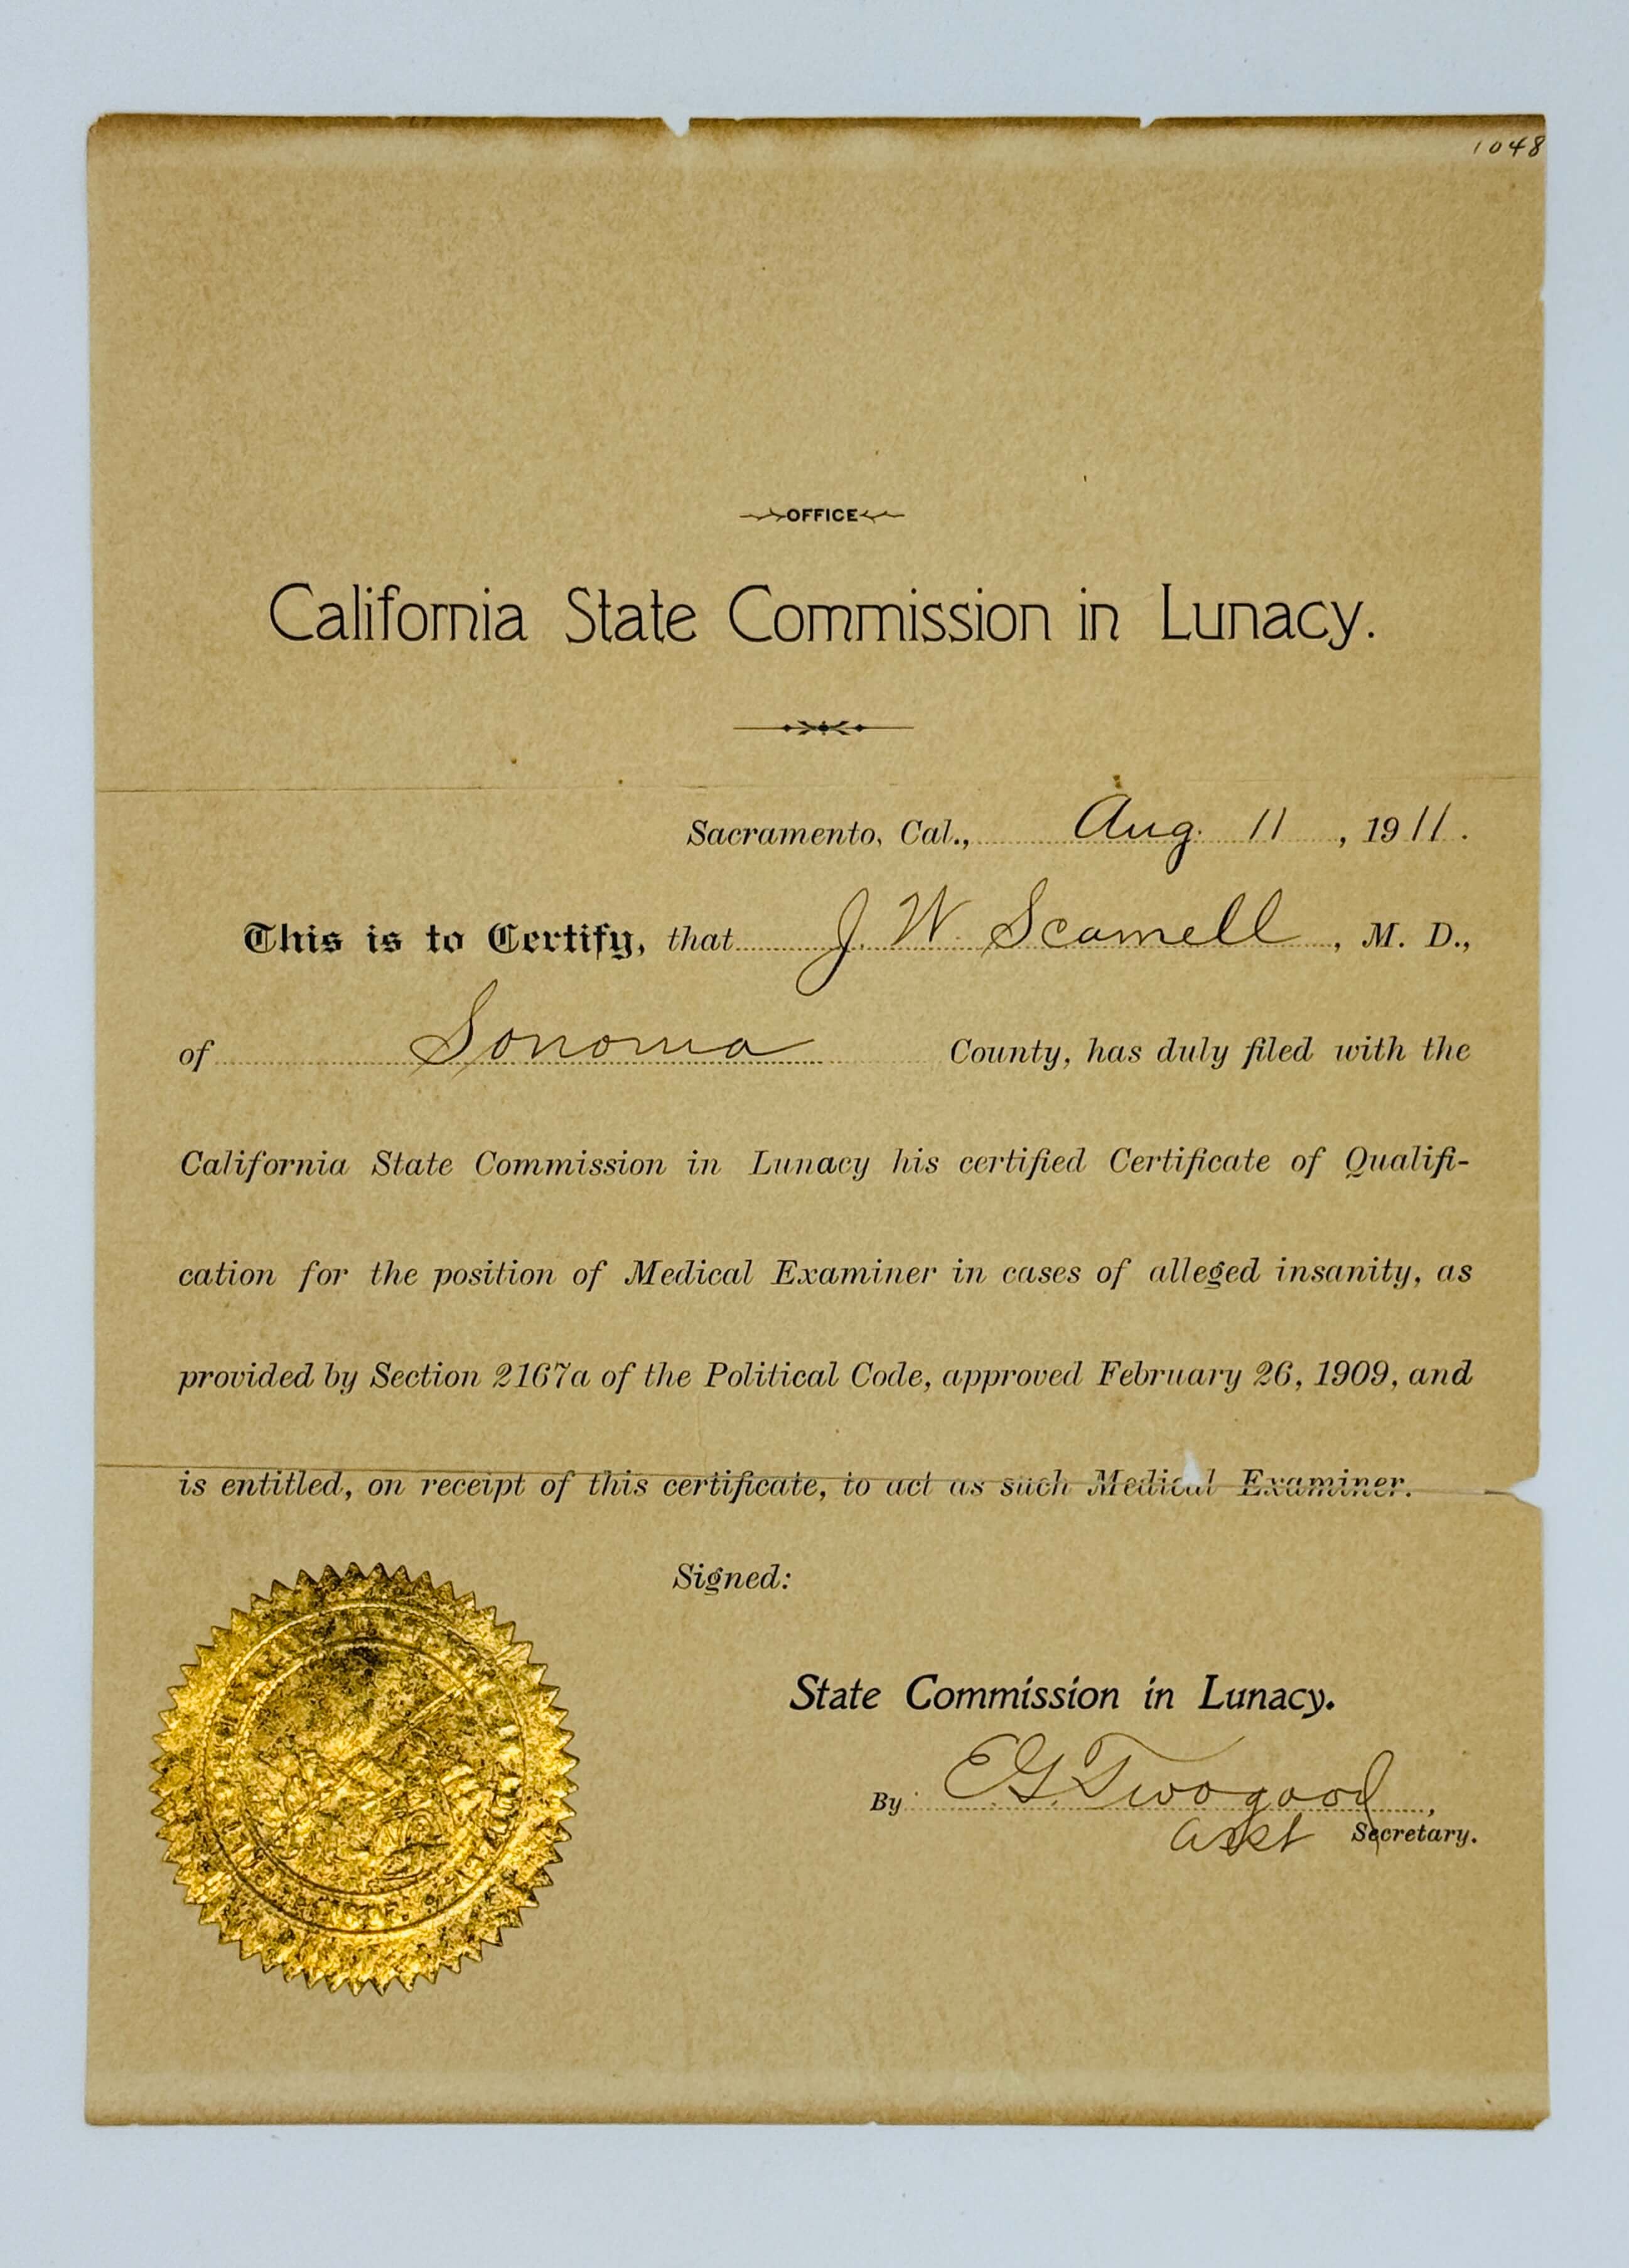 1048
OFFICE
California State Commission in Lunacy.
Sacramento, Cal., Aug. 11, 1911.
This is to Certify, that J. W. Scamell, M. D.,
of Sonoma County, has duly filed with the
California State Commission in Lunacy his certified Certificate of Qualifi-
cation for the position of Medical Examiner in cases of alleged insanity, as
provided by Section 2167a of the Political Code, approved February 26, 1909, and
is entitled, on receipt of this certificate, to act as such Medical Examiner.
Signed:
State Commission in Lunacy.
By E. G. Twogood,
Asst Secretary.